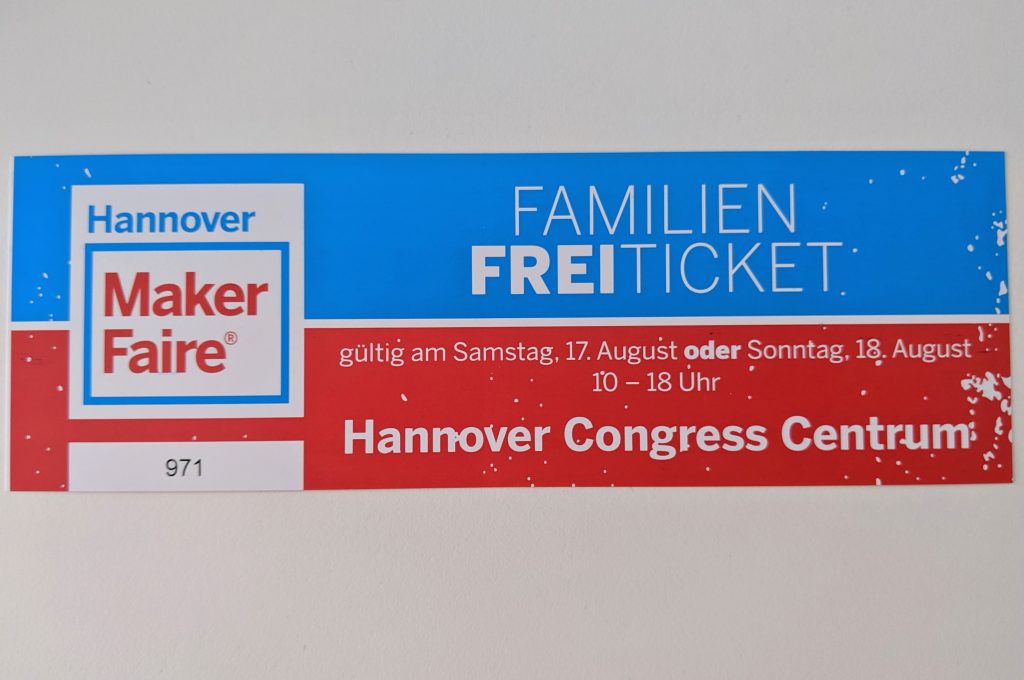 Hannover
Maker
Faire®
971
FAMILIEN
FREITICKET
gültig am Samstag, 17. August oder Sonntag, 18. August
10 – 18 Uhr
Hannover Congress Centrum